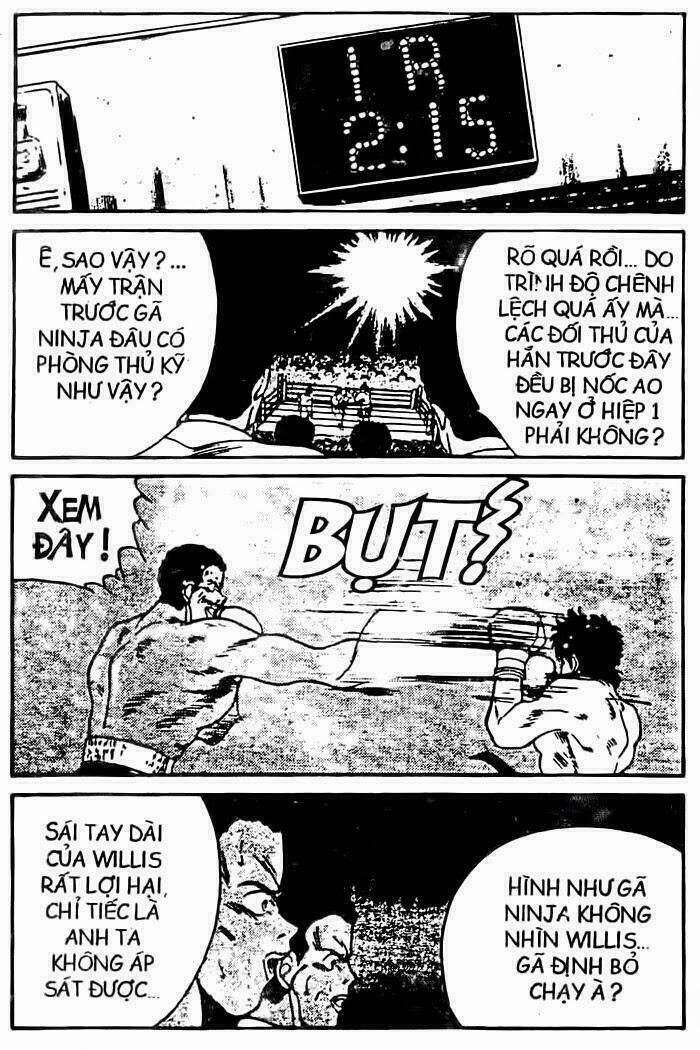 1 R
2:15
Ê, SAO VẬY?...
MẤY TRẬN
TRƯỚC GÃ
NINJA ĐÂU CÓ
PHÒNG THỦ KỸ
NHƯ VẬY?
RÕ QUÁ RỒI... DO
TRÌNH ĐỘ CHÊNH
LỆCH QUÁ ẤY MÀ...
CÁC ĐỐI THỦ CỦA
HẮN TRƯỚC ĐÂY
ĐỀU BỊ NỐC AO
NGAY Ở HIỆP 1
PHẢI KHÔNG?
XEM
ĐÂY!
BỤT!
SẢI TAY DÀI
CỦA WILLIS
RẤT LỢI HẠI,
CHỈ TIẾC LÀ
ANH TA
KHÔNG ÁP
SÁT ĐƯỢC...
HÌNH NHƯ GÃ
NINJA KHÔNG
NHÌN WILLIS...
GÃ ĐỊNH BỎ
CHẠY À?